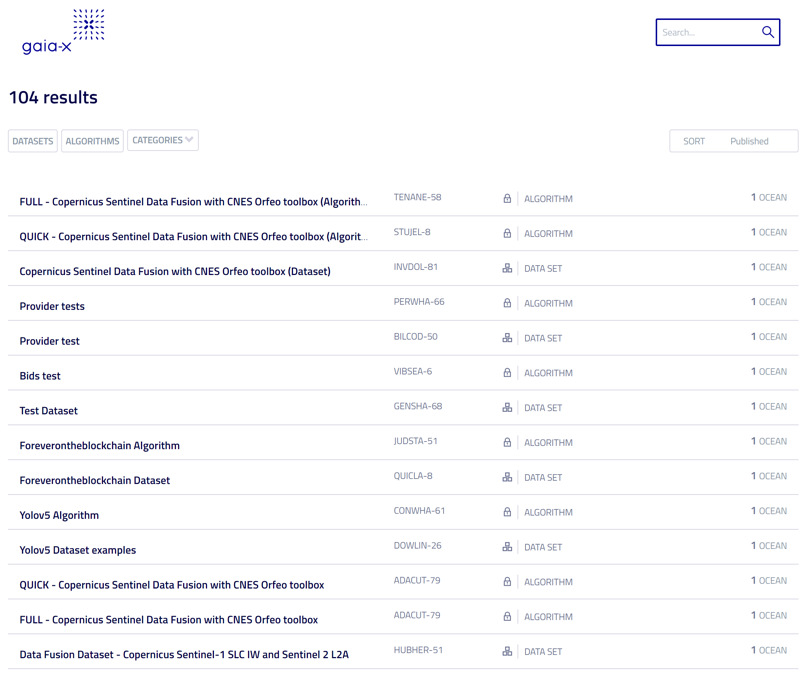 gaia-x
Search...
104 results
DATASETS ALGORITHMS CATEGORIES SORT Published
FULL - Copernicus Sentinel Data Fusion with CNES Orfeo toolbox (Algorith... TENANE-58 ALGORITHM 1 OCEAN
QUICK - Copernicus Sentinel Data Fusion with CNES Orfeo toolbox (Algorit... STUJEL-8 ALGORITHM 1 OCEAN
Copernicus Sentinel Data Fusion with CNES Orfeo toolbox (Dataset) INVDOL-81 DATA SET 1 OCEAN
Provider tests PERWHA-66 ALGORITHM 1 OCEAN
Provider test BILCOD-50 DATA SET 1 OCEAN
Bids test VIBSEA-6 ALGORITHM 1 OCEAN
Test Dataset GENSHA-68 DATA SET 1 OCEAN
Foreverontheblockchain Algorithm JUDSTA-51 ALGORITHM 1 OCEAN
Foreverontheblockchain Dataset QUICLA-8 DATA SET 1 OCEAN
Yolov5 Algorithm CONWHA-61 ALGORITHM 1 OCEAN
Yolov5 Dataset examples DOWLIN-26 DATA SET 1 OCEAN
QUICK - Copernicus Sentinel Data Fusion with CNES Orfeo toolbox ADACUT-79 ALGORITHM 1 OCEAN
FULL - Copernicus Sentinel Data Fusion with CNES Orfeo toolbox ADACUT-79 ALGORITHM 1 OCEAN
Data Fusion Dataset - Copernicus Sentinel-1 SLC IW and Sentinel 2 L2A HUBHER-51 DATA SET 1 OCEAN